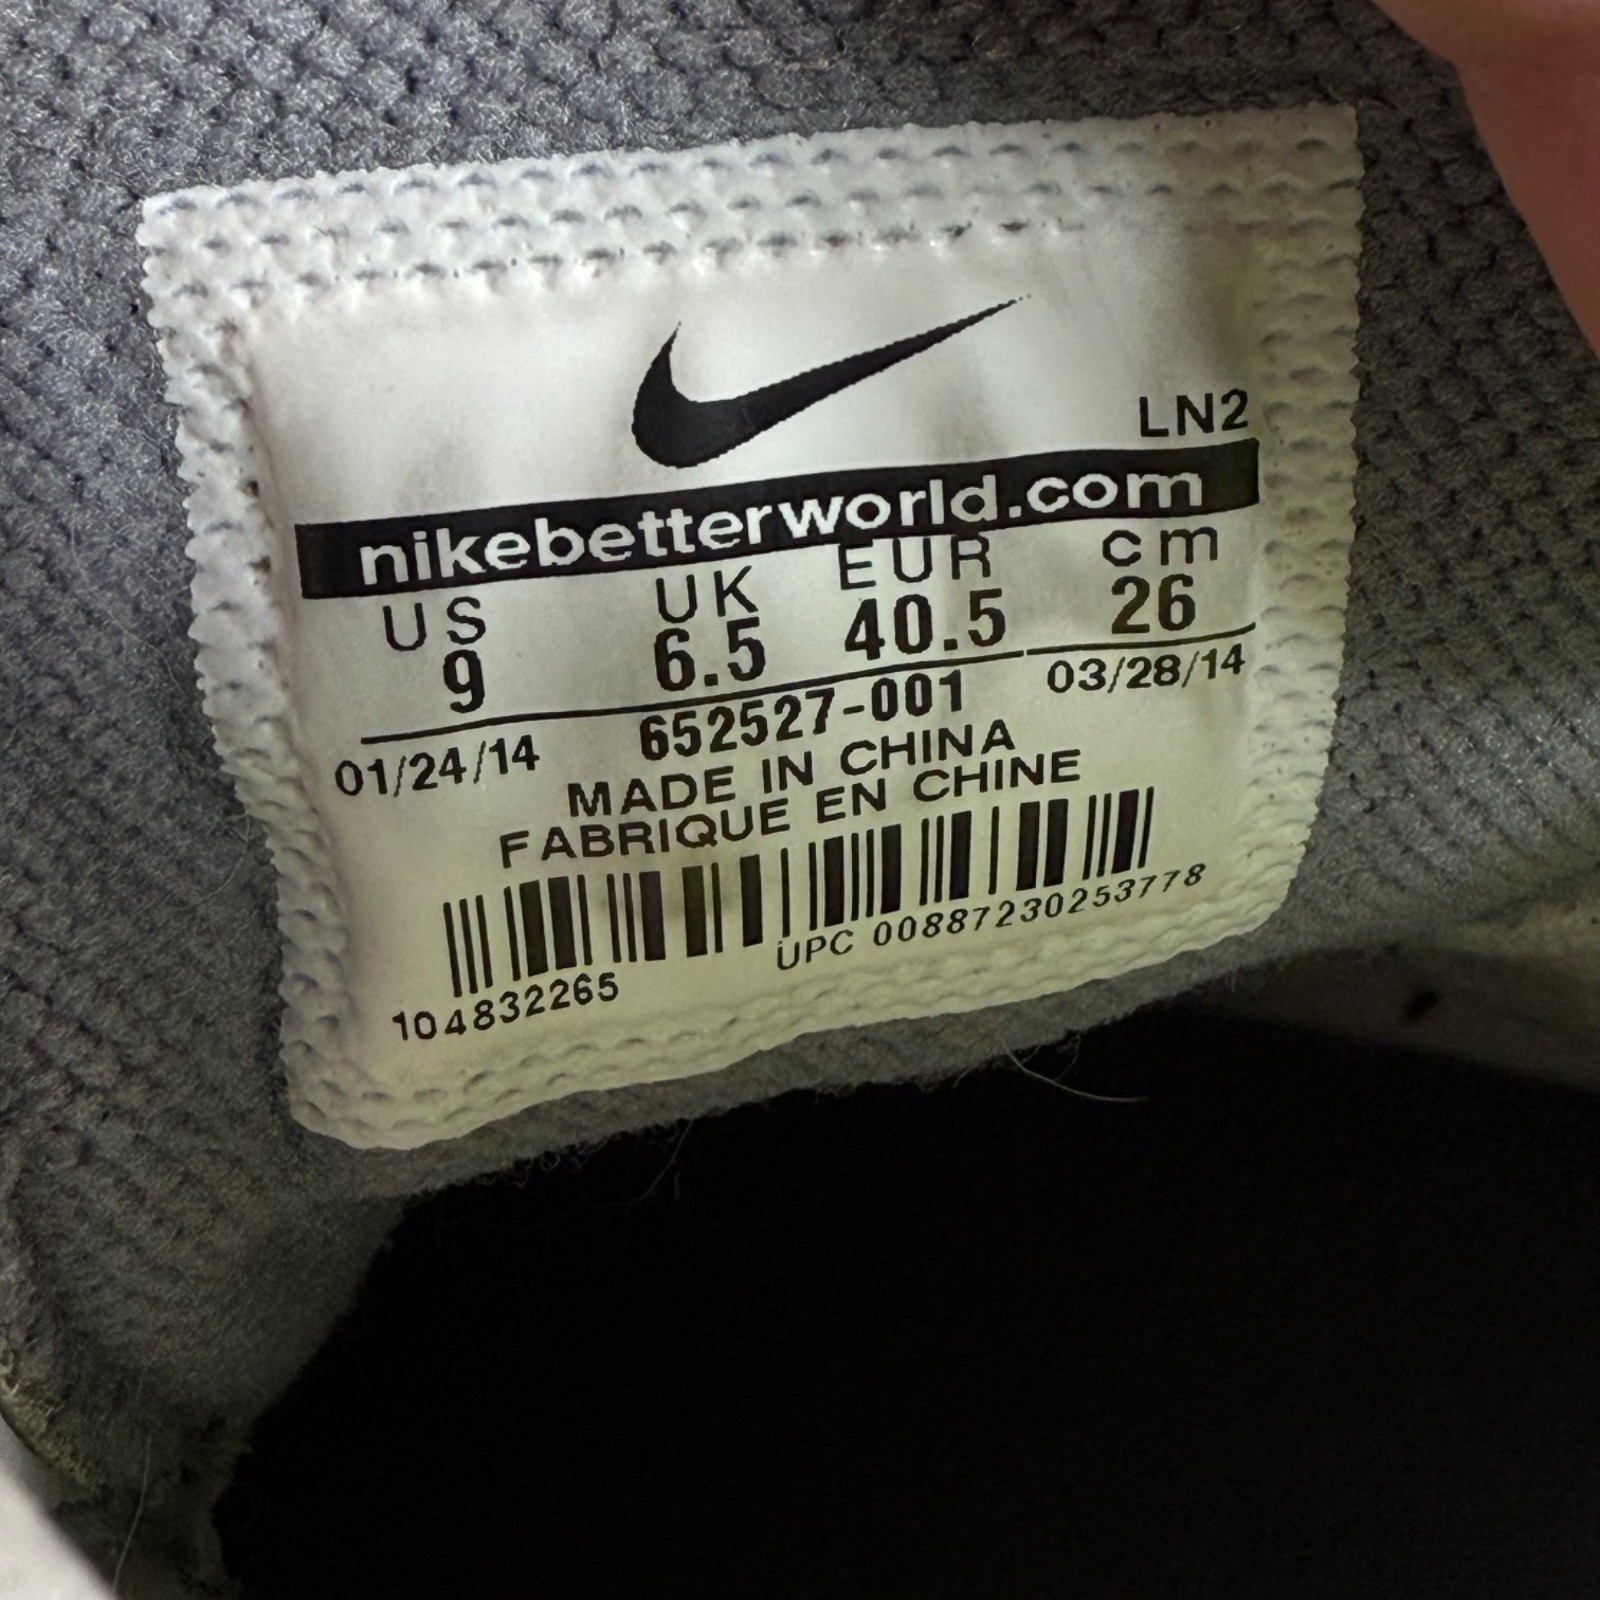 LN2
nikebetterworld.com
US UK EUR cm
9 6.5 40.5 26
01/24/14 652527-001 03/28/14
MADE IN CHINA
FABRIQUE EN CHINE
104832265 UPC 00887230253778